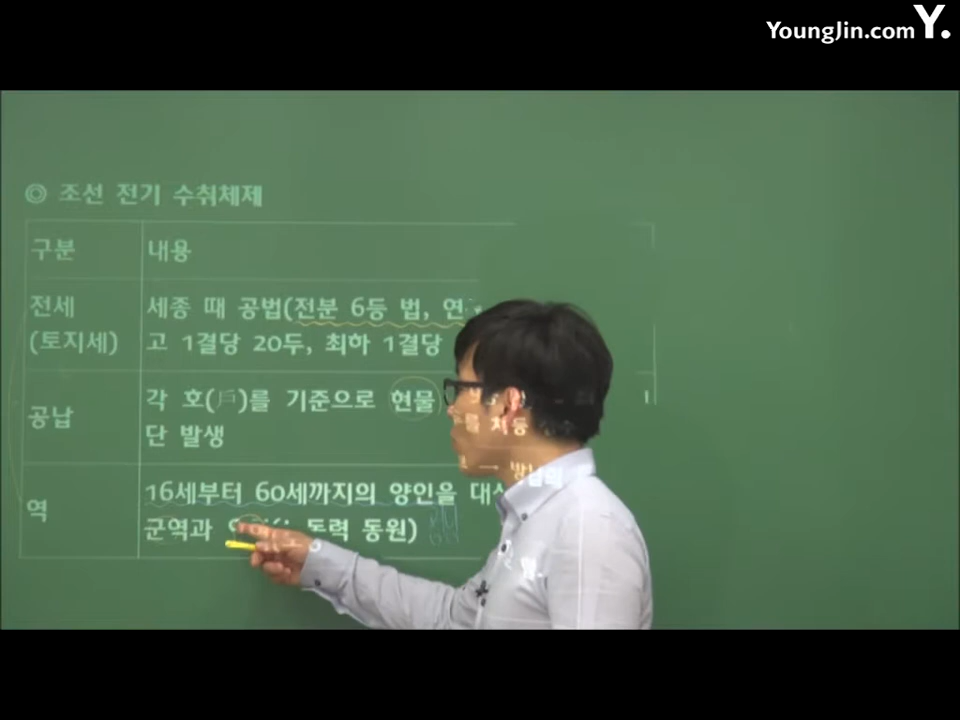 YoungJin.com Y.
◎ 조선 전기 수취체제
구분
내용
전세
(토지세)
세종 때 공법(전분 6등 법,
고 1결당 20두, 최하 1결당
공납
각 호(戶)를 기준으로 현물
단 발생
역
16세부터 60세까지의 양인을
군역과 동력 동원)